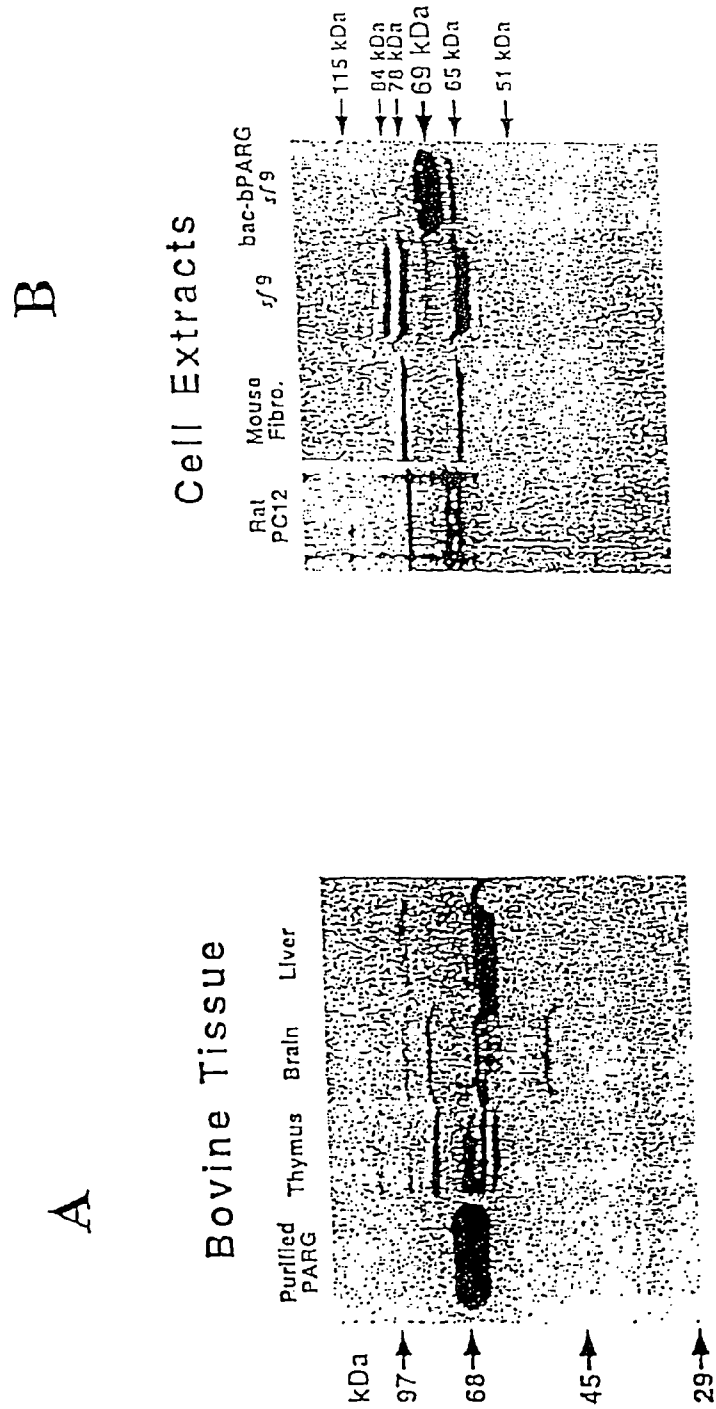 A
Bovine Tissue
Purified PARG
Thymus
Brain
Liver
kDa
97
68
45
29
B
Cell Extracts
Rat PC12
Mouse Fibro.
sf9
bac-bPARG sf9
115 kDa
84 kDa
78 kDa
69 kDa
65 kDa
51 kDa